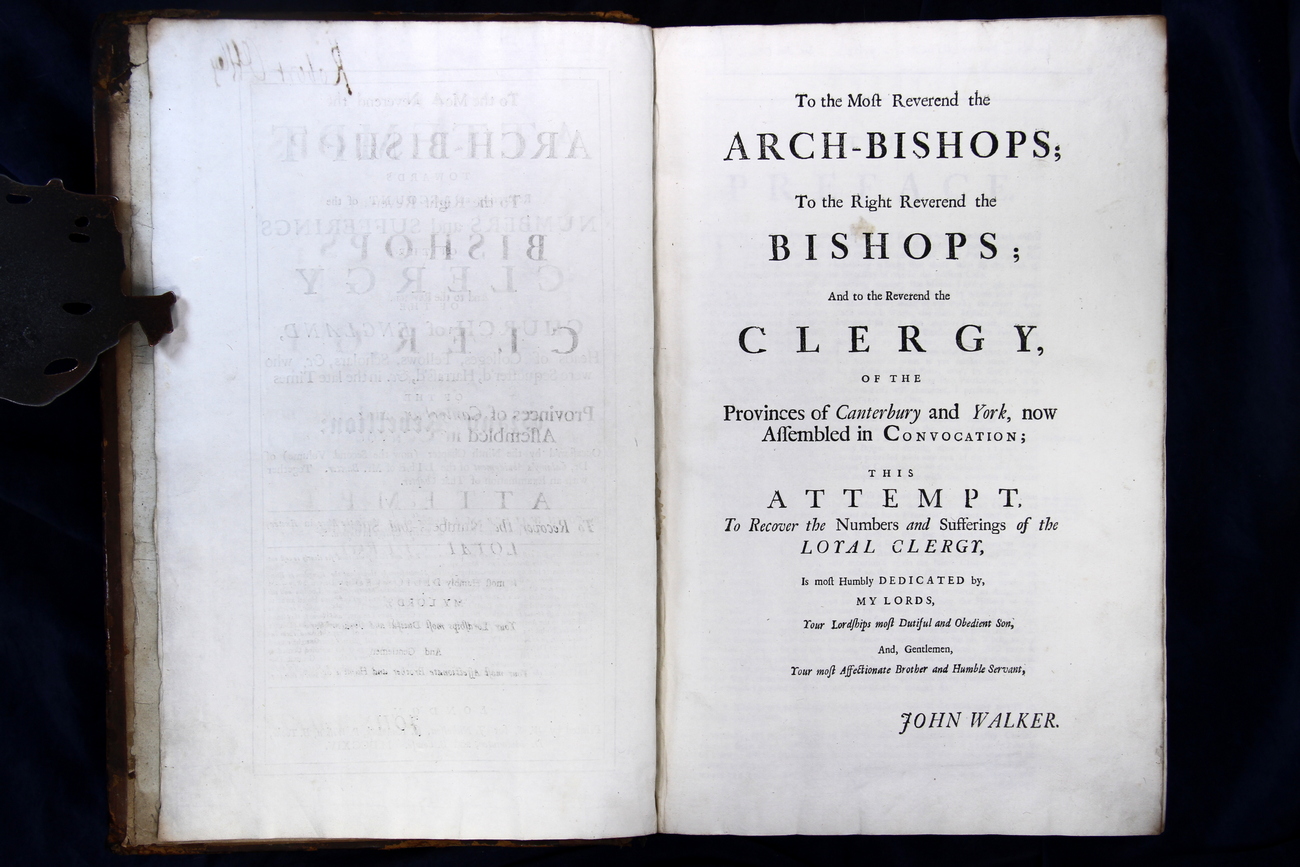 To the Moſt Reverend the
ARCH-BISHOPS;
To the Right Reverend the
BISHOPS;
And to the Reverend the
CLERGY,
OF THE
Provinces of Canterbury and York, now
Aſſembled in CONVOCATION;
THIS
ATTEMPT,
To Recover the Numbers and Sufferings of the
LOYAL CLERGY,
Is moſt Humbly DEDICATED by,
MY LORDS,
Your Lordſhips moſt Dutiful and Obedient Son,
And, Gentlemen,
Your moſt Affectionate Brother and Humble Servant,
JOHN WALKER.